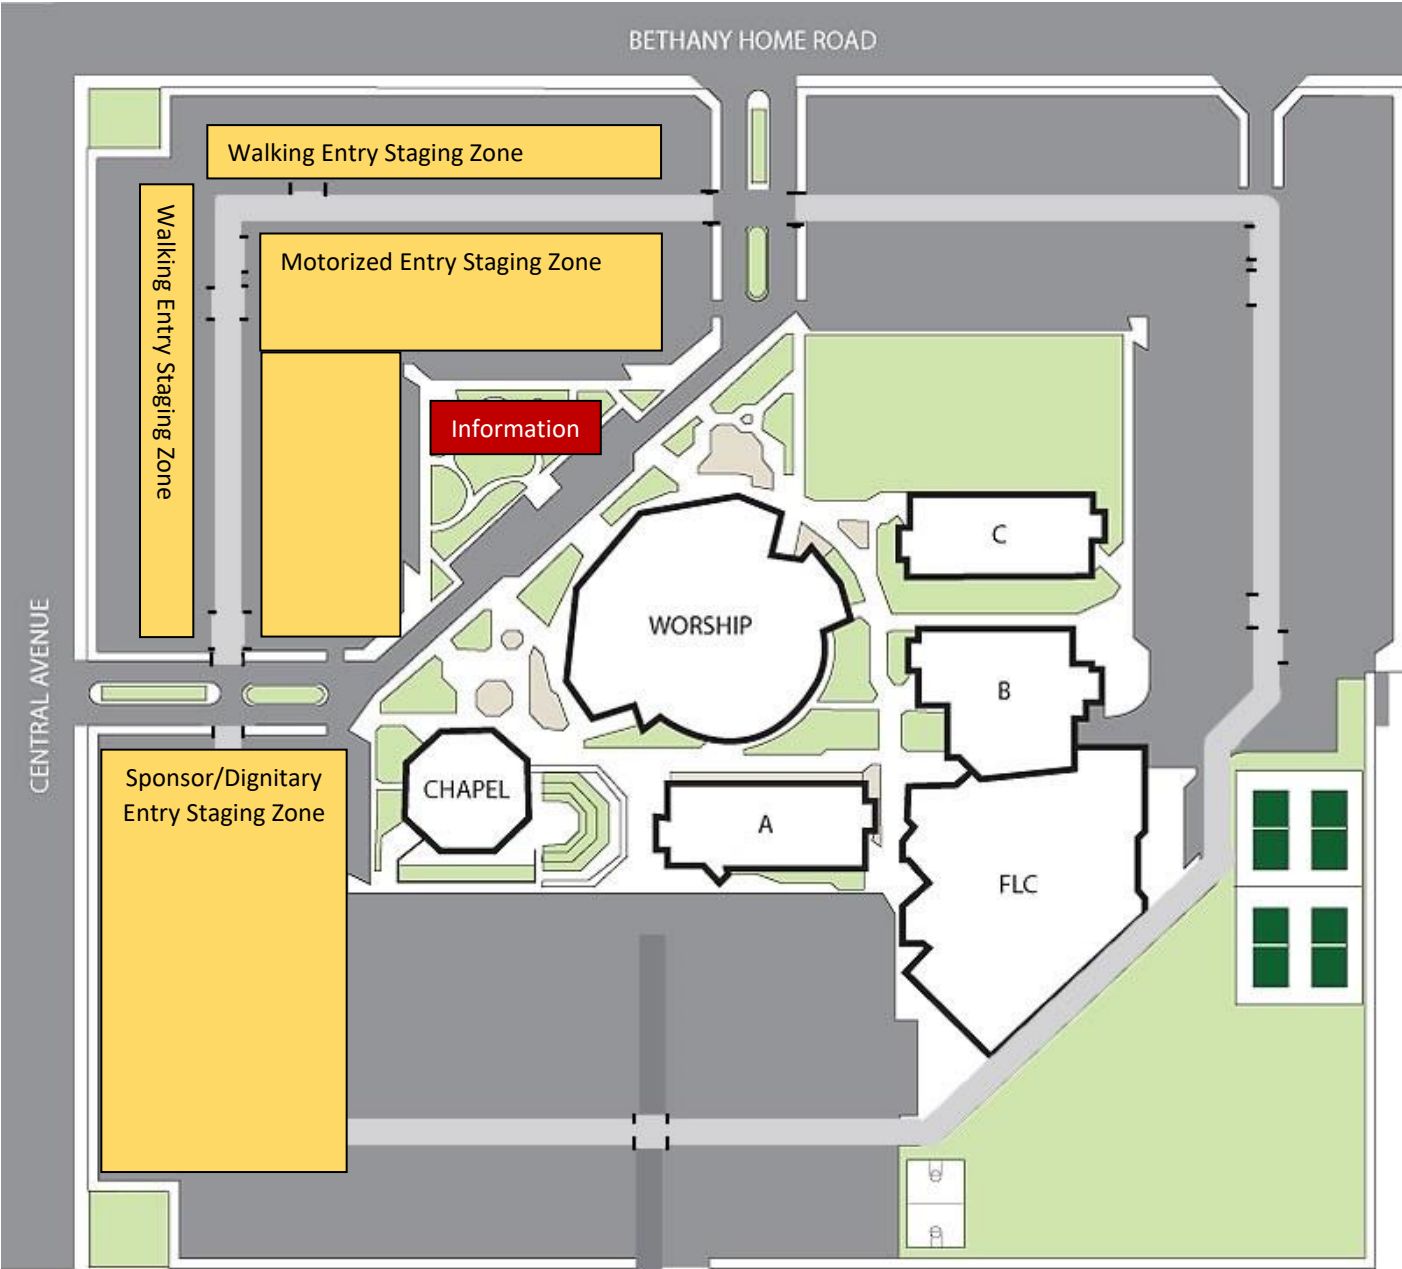 BETHANY HOME ROAD
Walking Entry Staging Zone
Walking Entry Staging Zone
Motorized Entry Staging Zone
Information
C
WORSHIP
B
CENTRAL AVENUE
Sponsor/Dignitary
Entry Staging Zone
CHAPEL
A
FLC